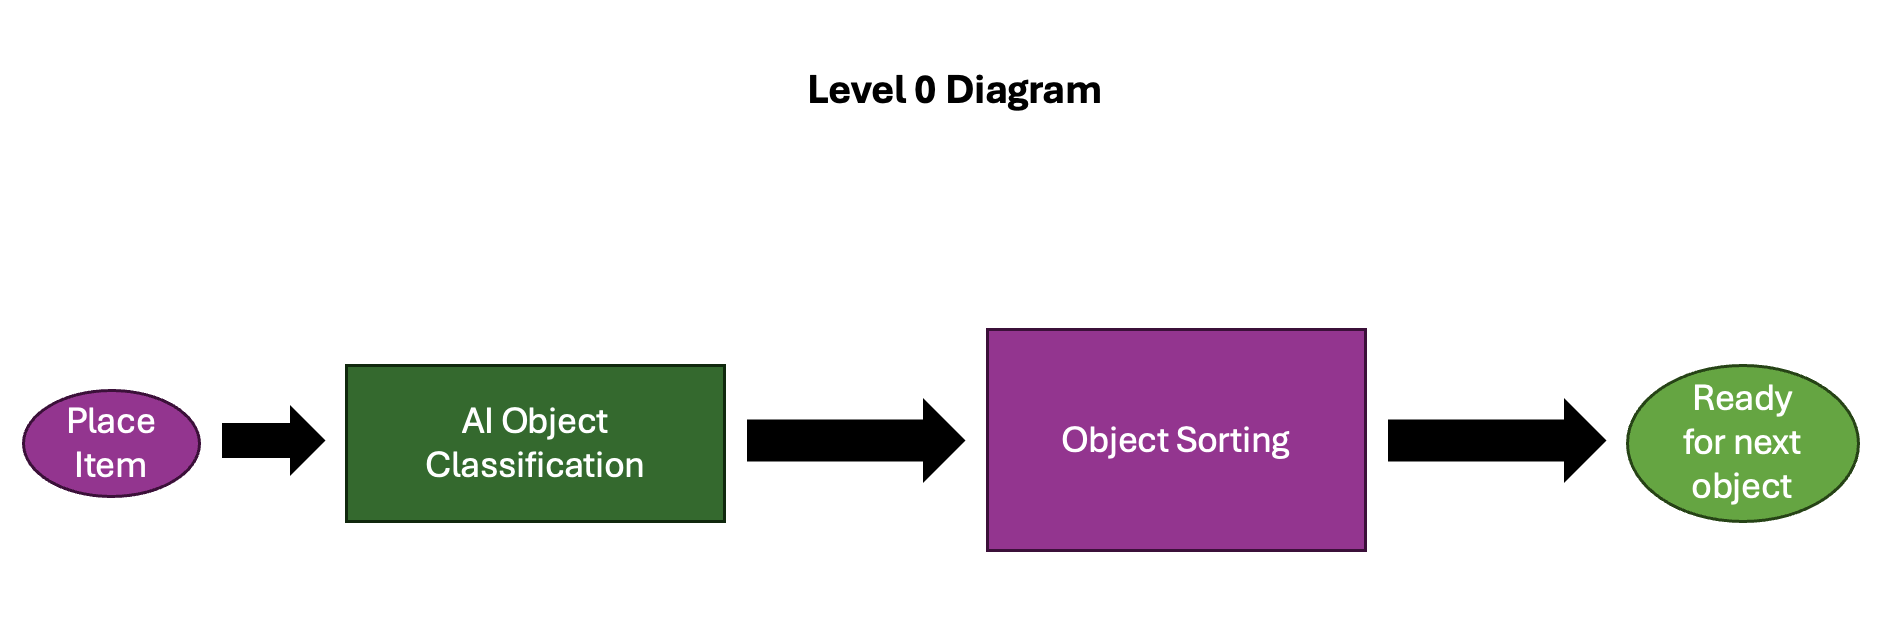 Level 0 Diagram
Place
Item
AI Object
Classification
Object Sorting
Ready
for next
object